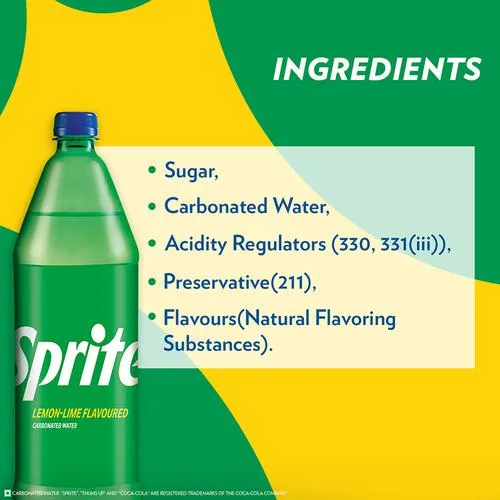 INGREDIENTS
• Sugar,
• Carbonated Water,
• Acidity Regulators (330, 331(iii)),
• Preservative(211),
• Flavours(Natural Flavoring
Substances).
Sprite
LEMON-LIME FLAVOURED
CARBONATED WATER
CARBONATED WATER. "SPRITE", "THUMS UP" AND "COCA-COLA" ARE REGISTERED TRADEMARKS OF THE COCA-COLA COMPANY